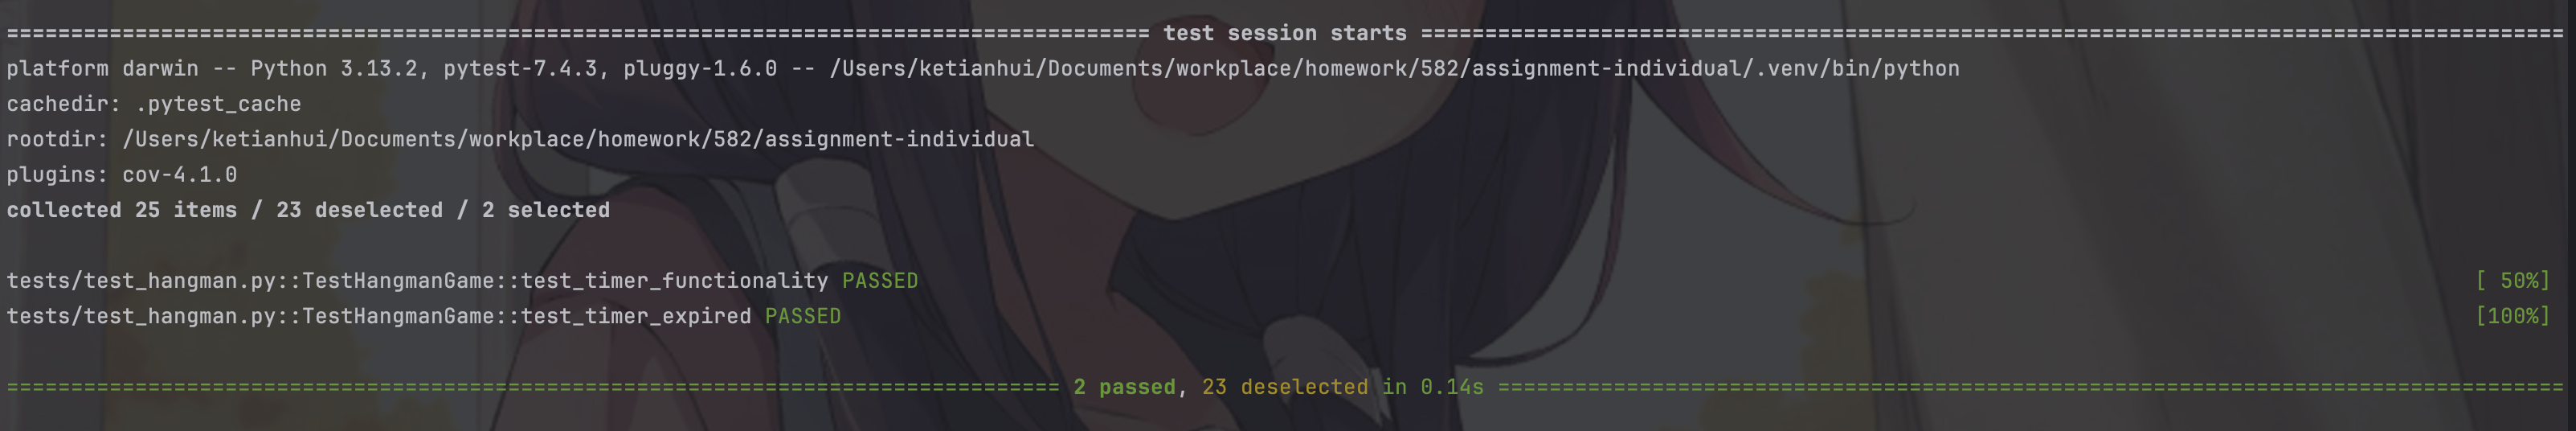 ========================================================================================= test session starts =========================================================================================
platform darwin -- Python 3.13.2, pytest-7.4.3, pluggy-1.6.0 -- /Users/ketianhui/Documents/workplace/homework/582/assignment-individual/.venv/bin/python
cachedir: .pytest_cache
rootdir: /Users/ketianhui/Documents/workplace/homework/582/assignment-individual
plugins: cov-4.1.0
collected 25 items / 23 deselected / 2 selected
tests/test_hangman.py::TestHangmanGame::test_timer_functionality PASSED [ 50%]
tests/test_hangman.py::TestHangmanGame::test_timer_expired PASSED [100%]
================================================================================== 2 passed, 23 deselected in 0.14s ===================================================================================